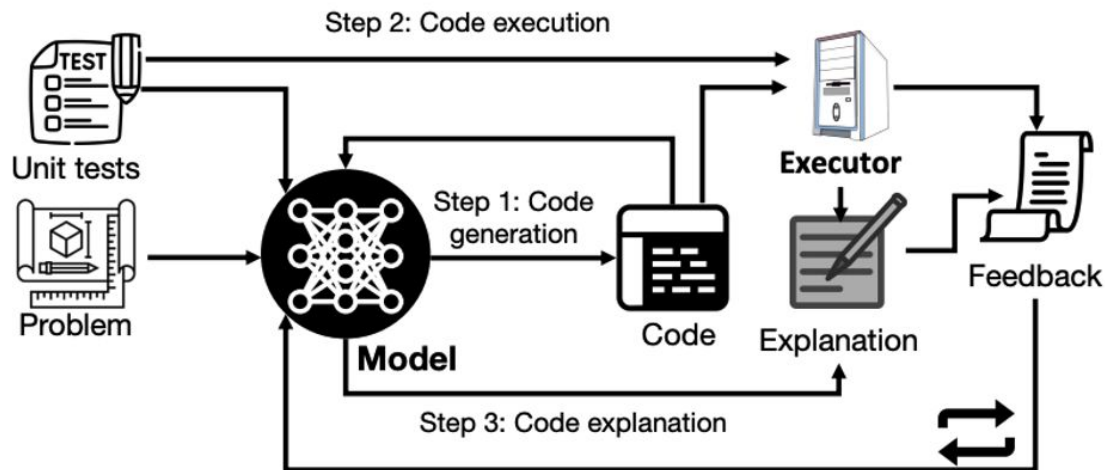 Step 2: Code execution
TEST
Unit tests
Executor
Step 1: Code
generation
Problem
Model
Code
Explanation
Feedback
Step 3: Code explanation